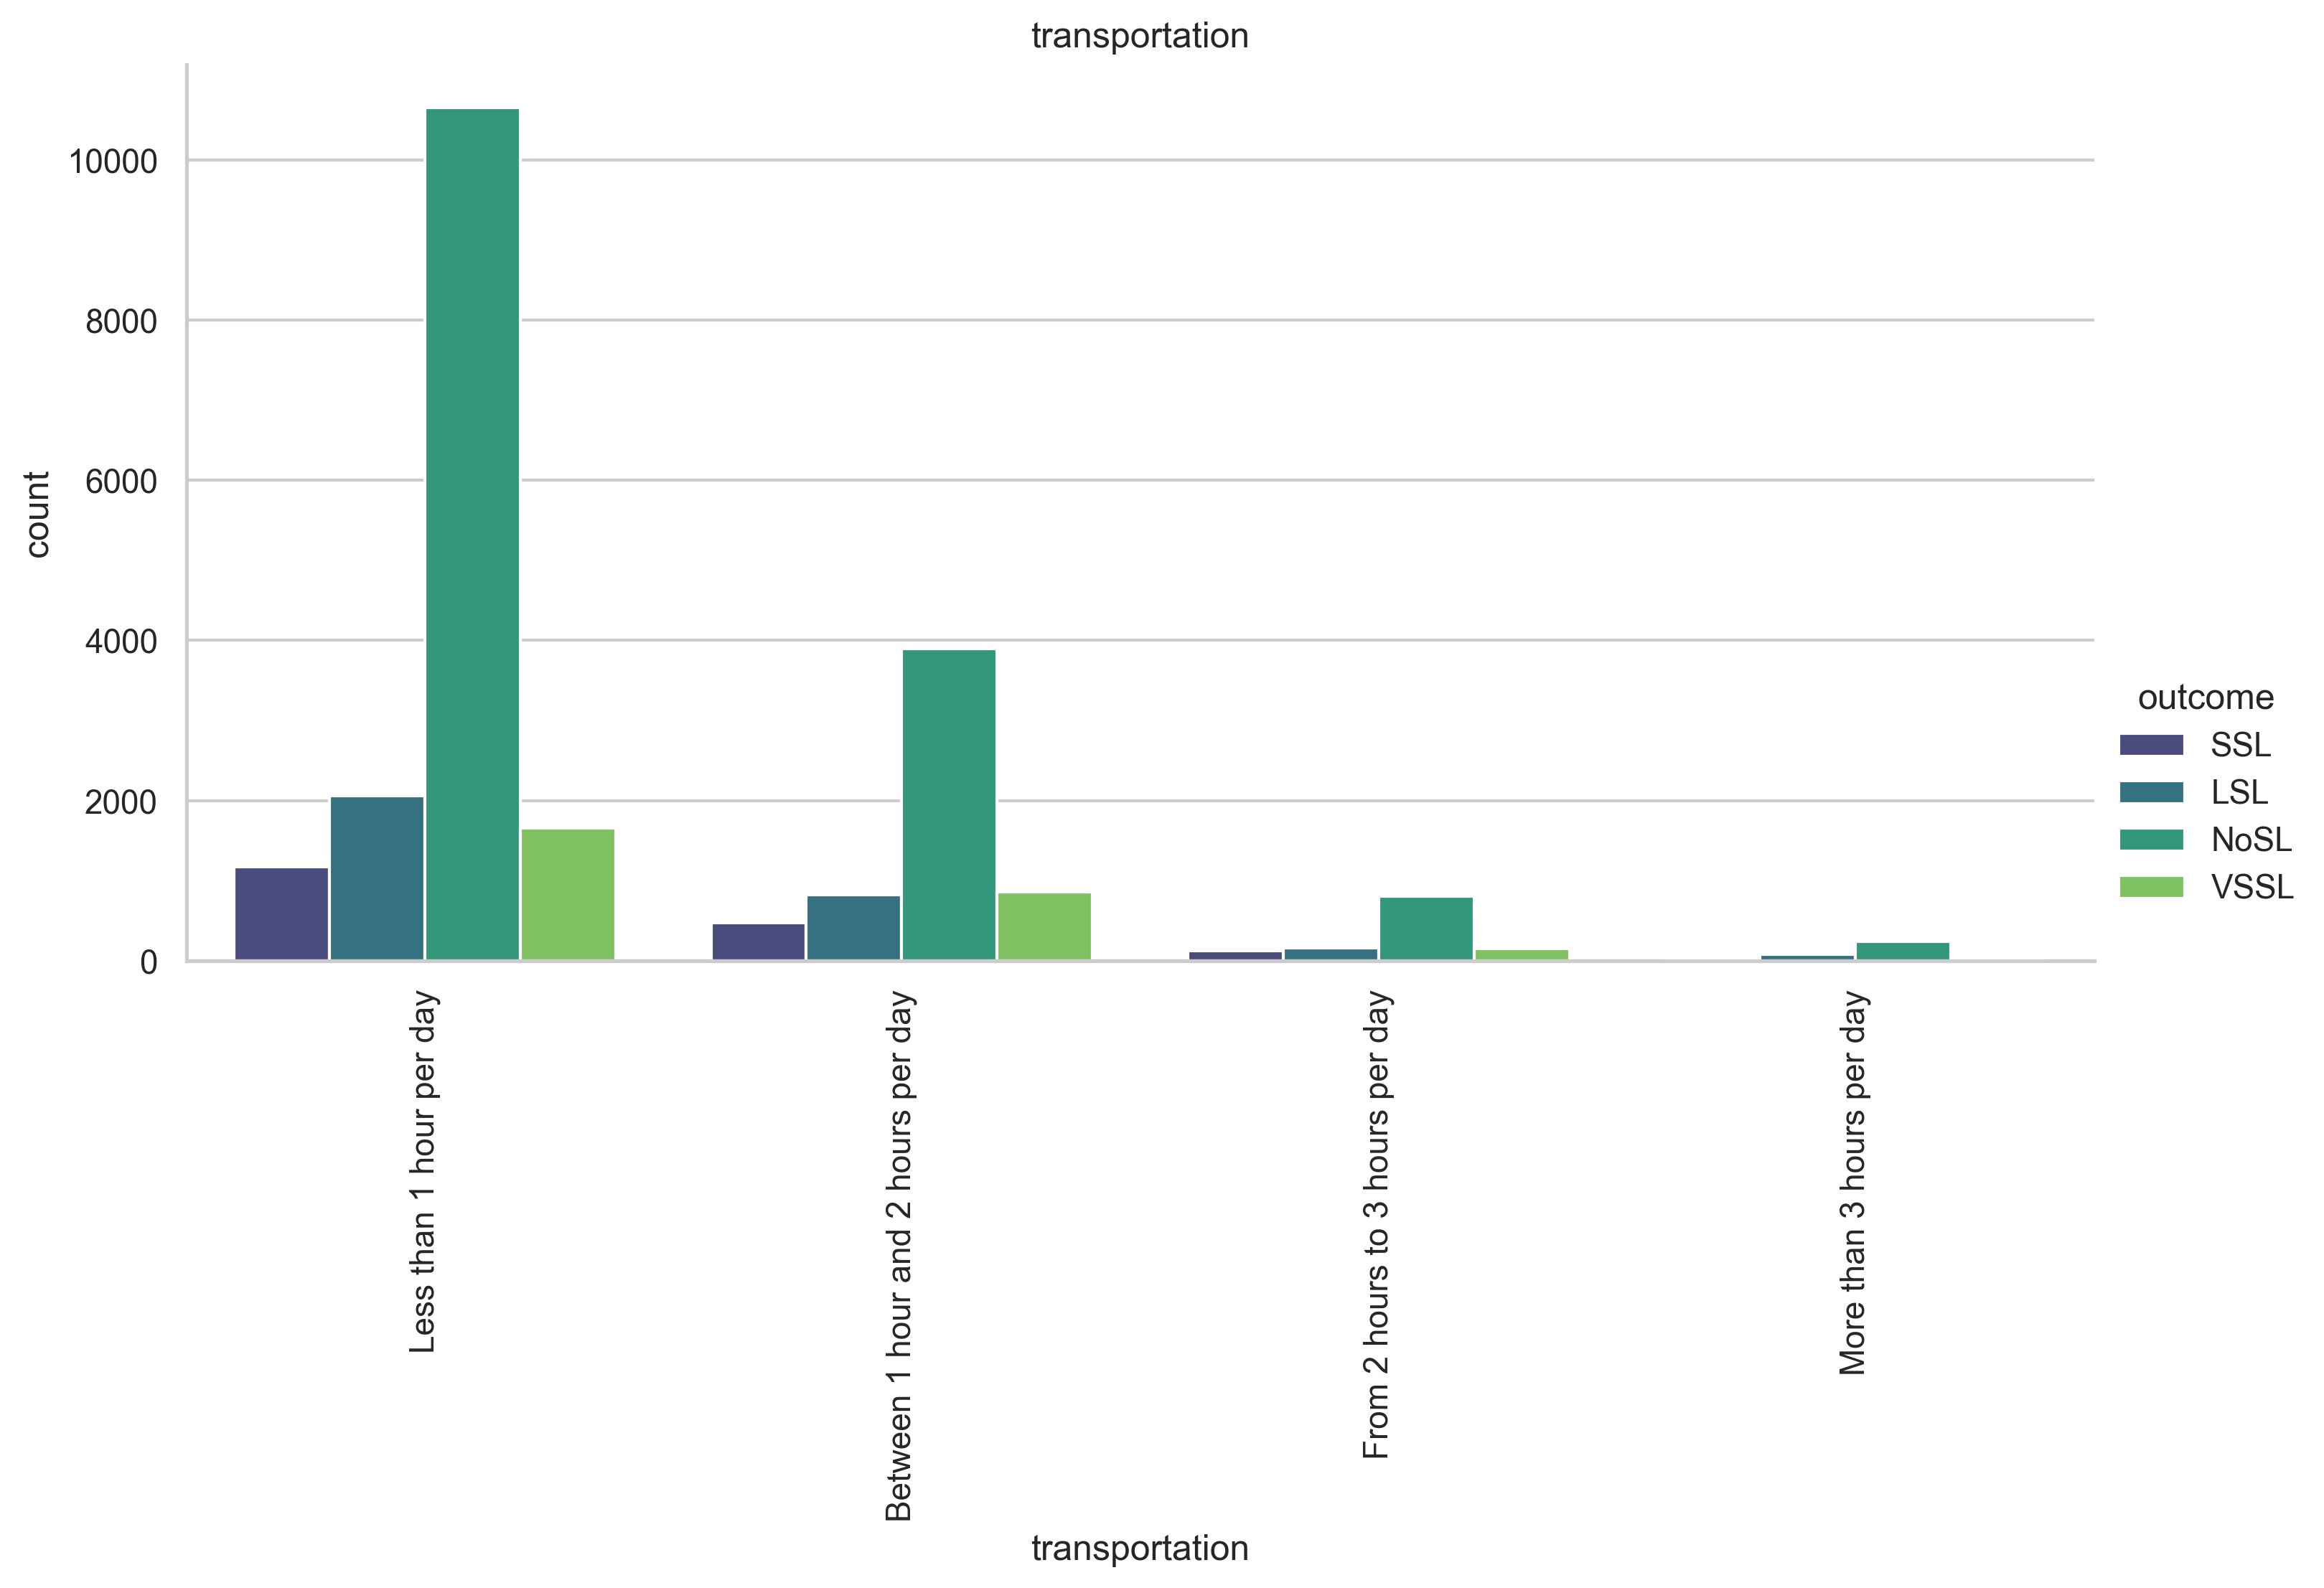 transportation
10000
8000
6000
4000
2000
0
count
Less than 1 hour per day
Between 1 hour and 2 hours per day
From 2 hours to 3 hours per day
More than 3 hours per day
transportation
outcome
SSL
LSL
NoSL
VSSL